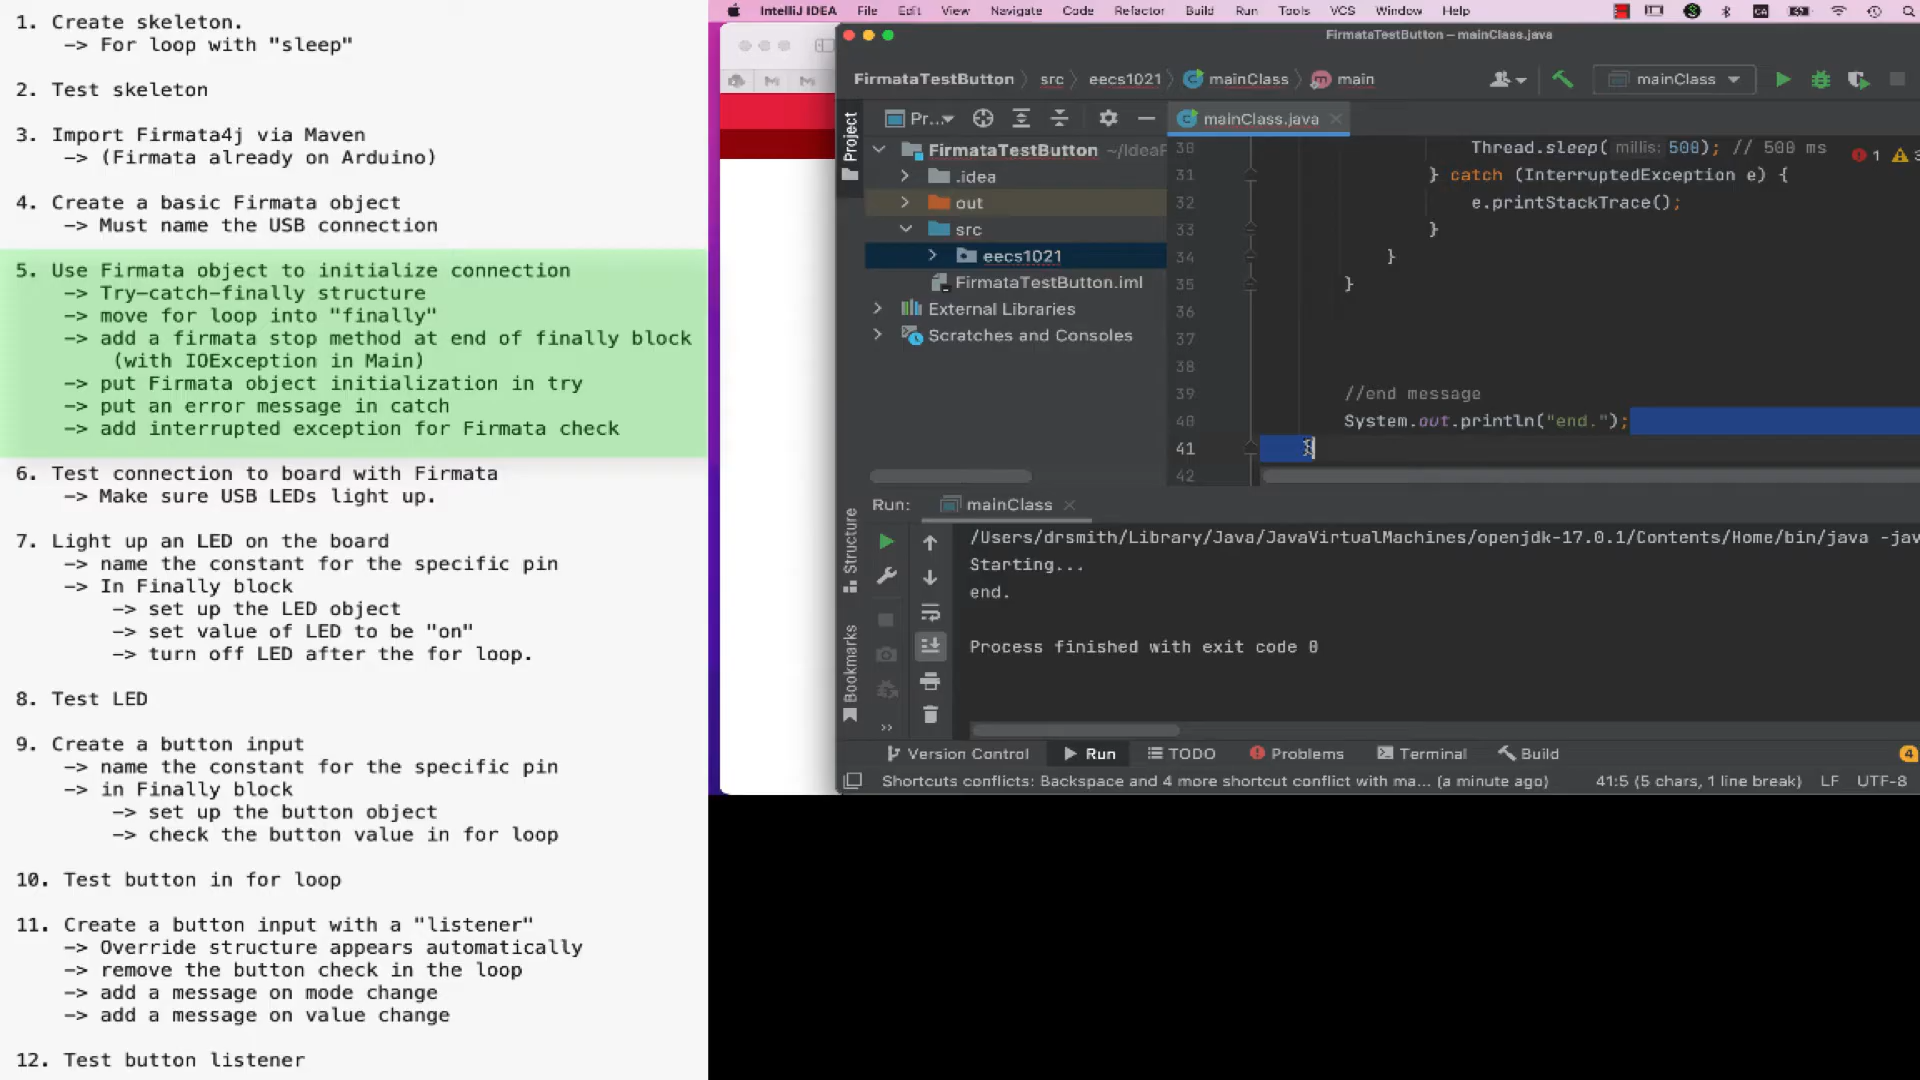 1. Create skeleton.
-> For loop with "sleep"
2. Test skeleton
3. Import Firmata4j via Maven
-> (Firmata already on Arduino)
4. Create a basic Firmata object
-> Must name the USB connection
5. Use Firmata object to initialize connection
-> Try-catch-finally structure
-> move for loop into "finally"
-> add a firmata stop method at end of finally block
(with IOException in Main)
-> put Firmata object initialization in try
-> put an error message in catch
-> add interrupted exception for Firmata check
6. Test connection to board with Firmata
-> Make sure USB LEDs light up.
7. Light up an LED on the board
-> name the constant for the specific pin
-> In Finally block
-> set up the LED object
-> set value of LED to be "on"
-> turn off LED after the for loop.
8. Test LED
9. Create a button input
-> name the constant for the specific pin
-> in Finally block
-> set up the button object
-> check the button value in for loop
10. Test button in for loop
11. Create a button input with a "listener"
-> Override structure appears automatically
-> remove the button check in the loop
-> add a message on mode change
-> add a message on value change
12. Test button listener
IntelliJ IDEA File Edit View Navigate Code Refactor Build Run Tools VCS Window Help
FirmataTestButton – mainClass.java
FirmataTestButton src eecs1021 mainClass main
mainClass
Project
Pr...
mainClass.java
FirmataTestButton ~/IdeaP
.idea
out
src
eecs1021
FirmataTestButton.iml
External Libraries
Scratches and Consoles
30 Thread.sleep( millis: 500); // 500 ms
1
31 } catch (InterruptedException e) {
32 e.printStackTrace();
33 }
34 }
35 }
36
37
38
39 //end message
40 System.out.println("end.");
41 }
42
Run: mainClass
Structure
Bookmarks
/Users/drsmith/Library/Java/JavaVirtualMachines/openjdk-17.0.1/Contents/Home/bin/java -jav
Starting...
end.
Process finished with exit code 0
Version Control Run TODO Problems Terminal Build
4
Shortcuts conflicts: Backspace and 4 more shortcut conflict with ma... (a minute ago) 41:5 (5 chars, 1 line break) LF UTF-8